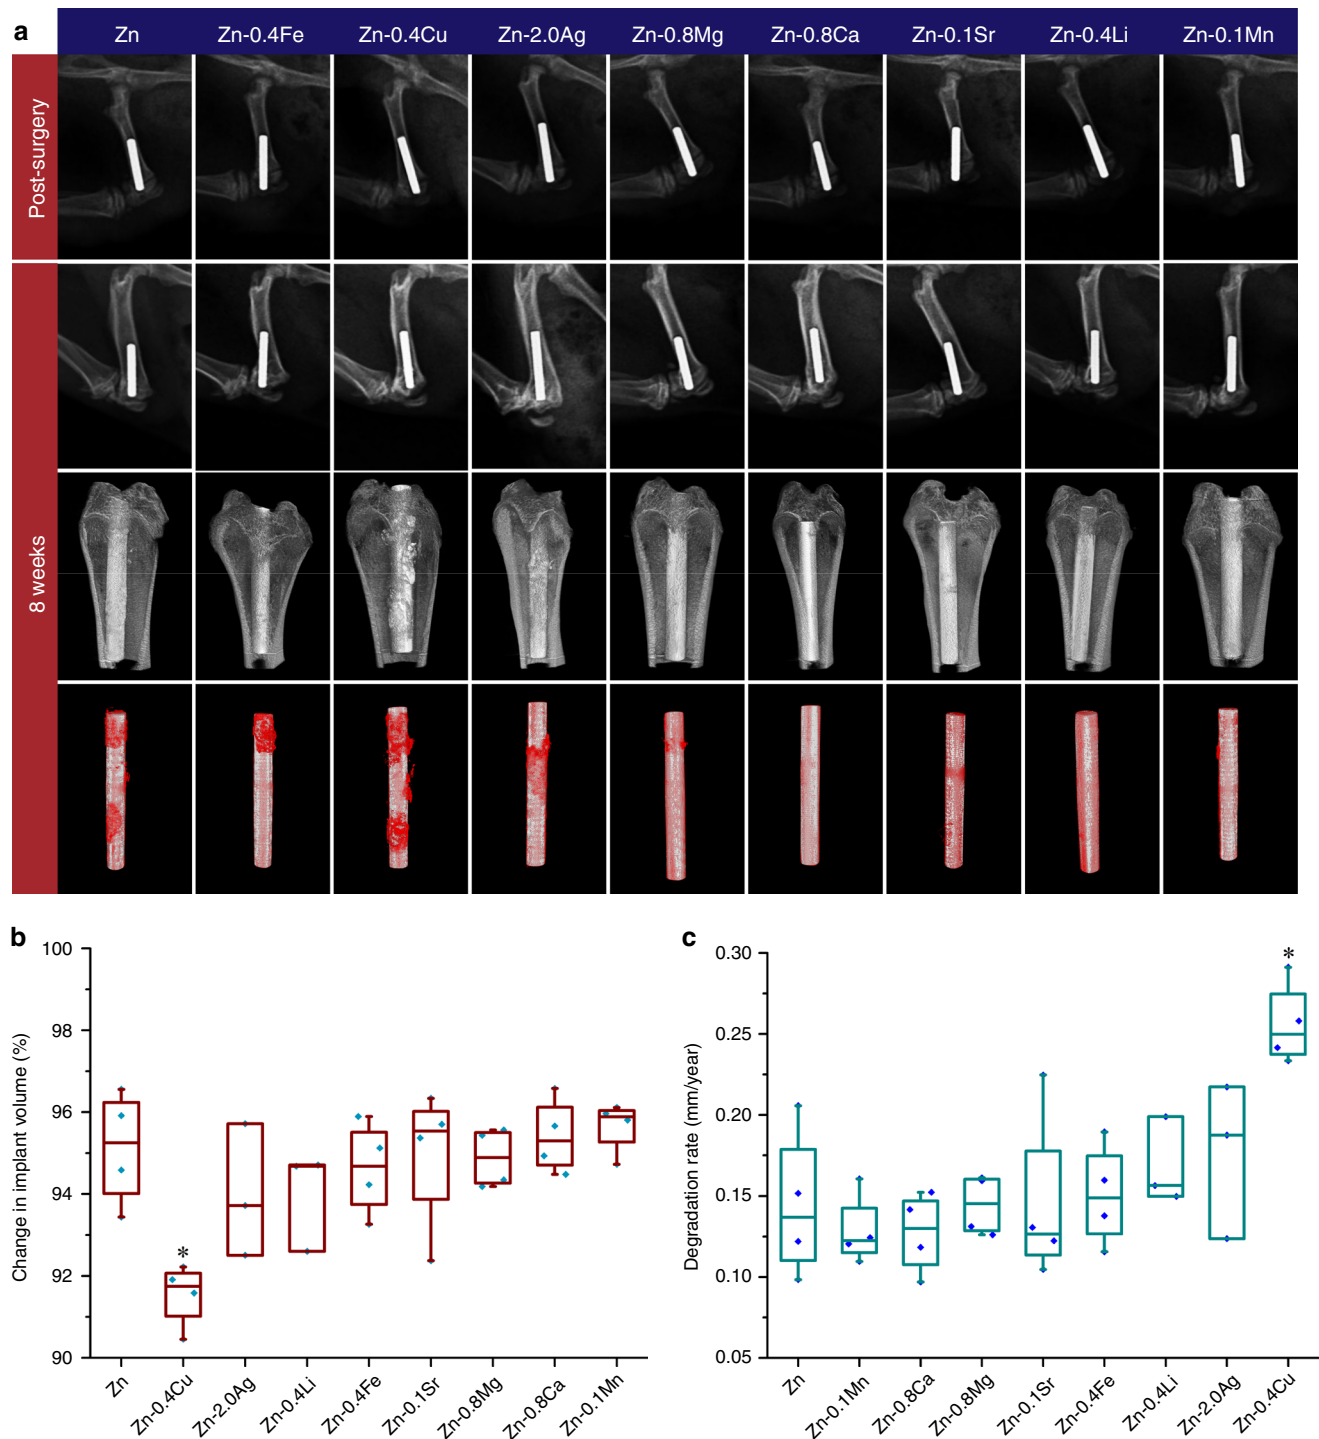 a
Zn Zn-0.4Fe Zn-0.4Cu Zn-2.0Ag Zn-0.8Mg Zn-0.8Ca Zn-0.1Sr Zn-0.4Li Zn-0.1Mn
Post-surgery
8 weeks
b
Change in implant volume (%)
100
98
96
94
92
90
*
Zn Zn-0.4Cu Zn-2.0Ag Zn-0.4Li Zn-0.4Fe Zn-0.1Sr Zn-0.8Mg Zn-0.8Ca Zn-0.1Mn
c
Degradation rate (mm/year)
0.30
0.25
0.20
0.15
0.10
0.05
*
Zn Zn-0.1Mn Zn-0.8Ca Zn-0.8Mg Zn-0.1Sr Zn-0.4Fe Zn-0.4Li Zn-2.0Ag Zn-0.4Cu